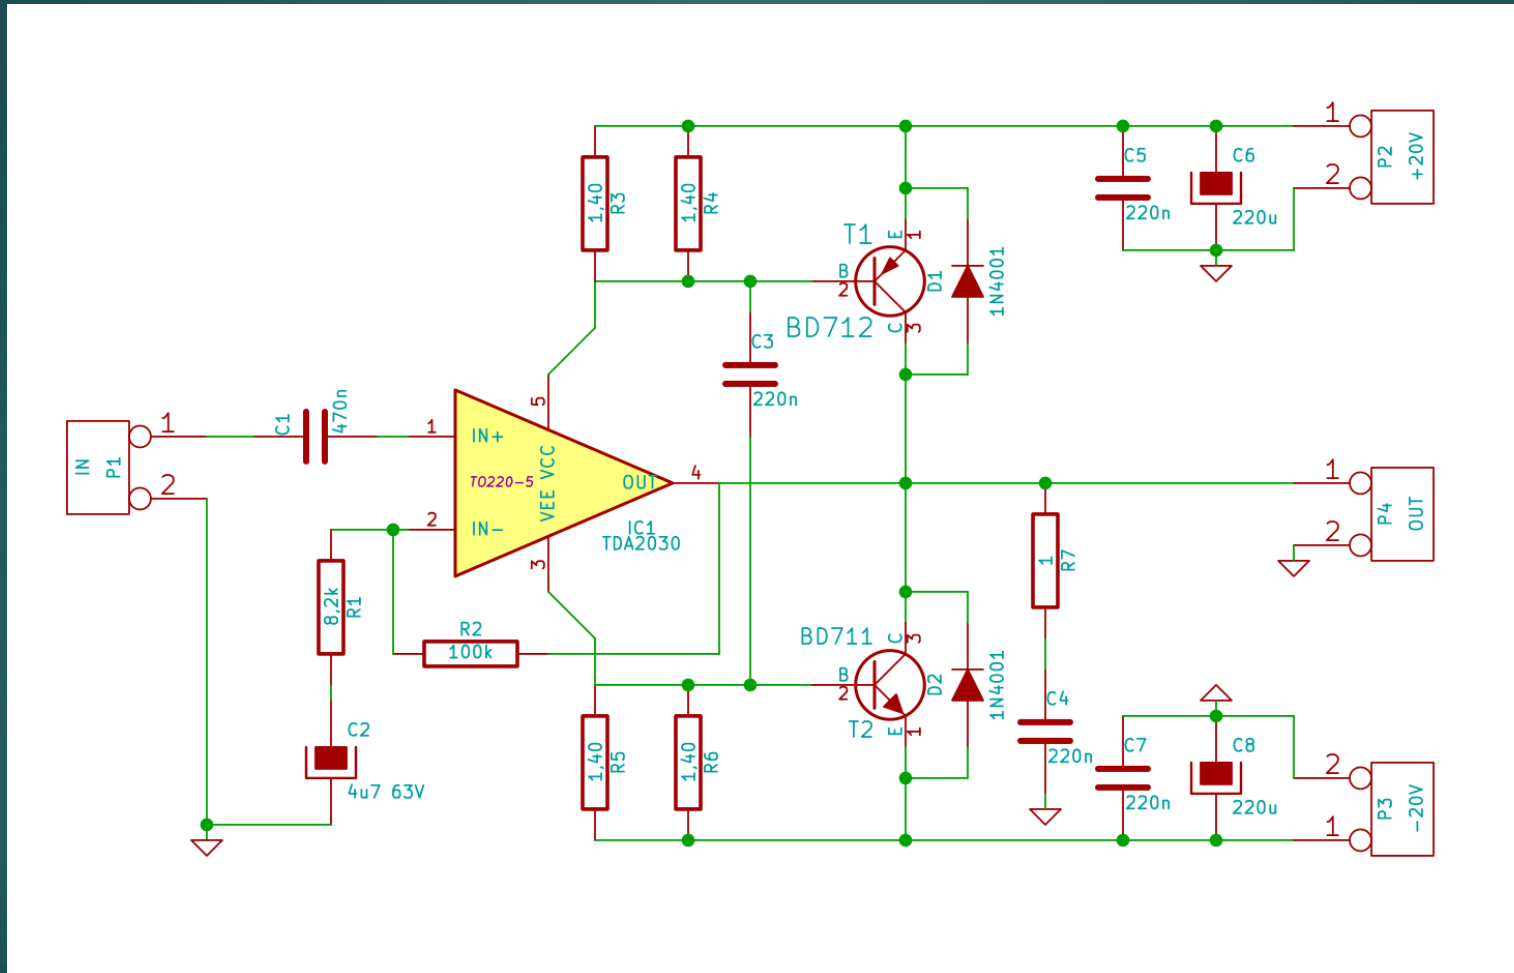 1
P2
+20V
2
C5
220n
C6
220u
1,40
R3
1,40
R4
T1
E
1
B
2
C
3
BD712
D1
1N4001
C3
220n
IN
P1
1
2
C1
470n
1
IN+
5
VCC
TO220-5
VEE
OUT
4
2
IN-
3
IC1
TDA2030
1
P4
OUT
2
8,2k
R1
R2
100k
1
R7
BD711
C
3
B
2
E
1
T2
D2
1N4001
C2
4u7 63V
1,40
R5
1,40
R6
C4
220n
C7
220n
C8
220u
2
P3
-20V
1